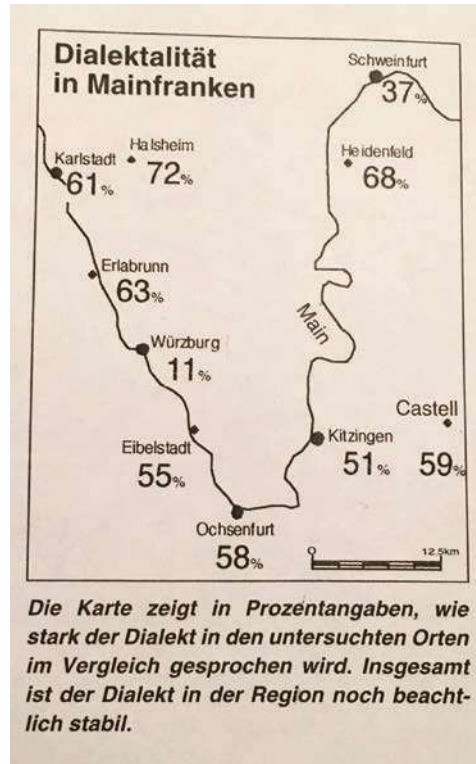 Dialektalität
in Mainfranken
Schweinfurt
37%
Halsheim
72%
Karlstadt
61%
Heidenfeld
68%
Erlabrunn
63%
Main
Würzburg
11%
Castell
59%
Eibelstadt
55%
Kitzingen
51%
Ochsenfurt
58%
0 12.5km
Die Karte zeigt in Prozentangaben, wie
stark der Dialekt in den untersuchten Orten
im Vergleich gesprochen wird. Insgesamt
ist der Dialekt in der Region noch beacht-
lich stabil.